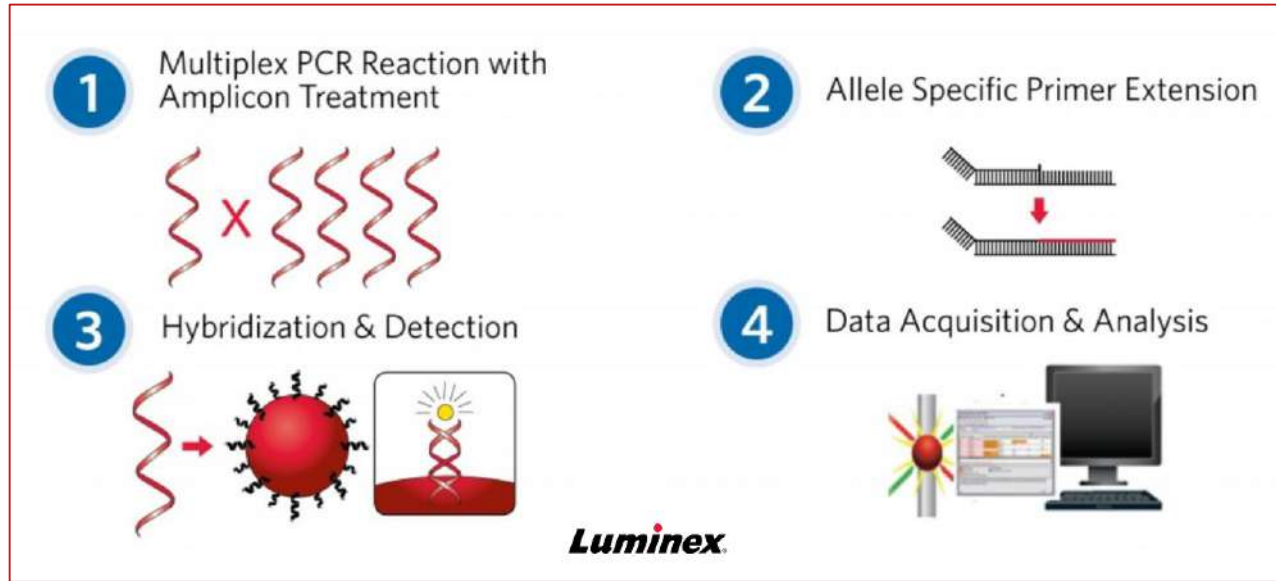 1
Multiplex PCR Reaction with
Amplicon Treatment
2
Allele Specific Primer Extension
X
3
Hybridization & Detection
4
Data Acquisition & Analysis
Luminex